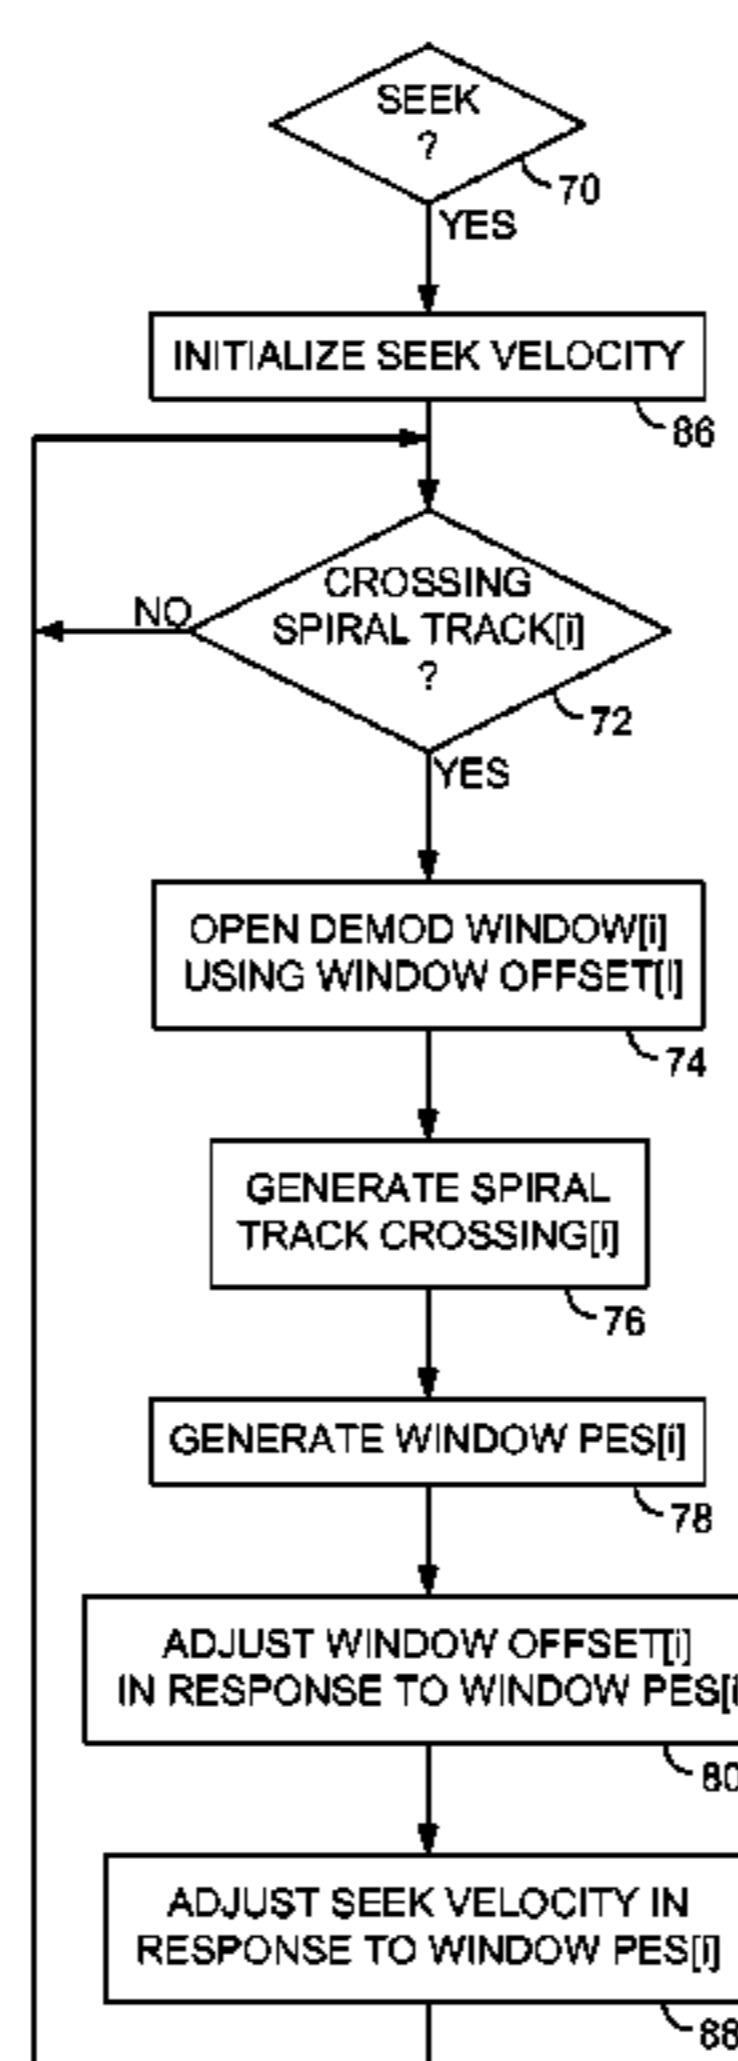 SEEK
?
70
YES
INITIALIZE SEEK VELOCITY
86
CROSSING
SPIRAL TRACK[i]
?
NO
72
YES
OPEN DEMOD WINDOW[i]
USING WINDOW OFFSET[i]
74
GENERATE SPIRAL
TRACK CROSSING[i]
76
GENERATE WINDOW PES[i]
78
ADJUST WINDOW OFFSET[i]
IN RESPONSE TO WINDOW PES[i
80
ADJUST SEEK VELOCITY IN
RESPONSE TO WINDOW PES[i]
88